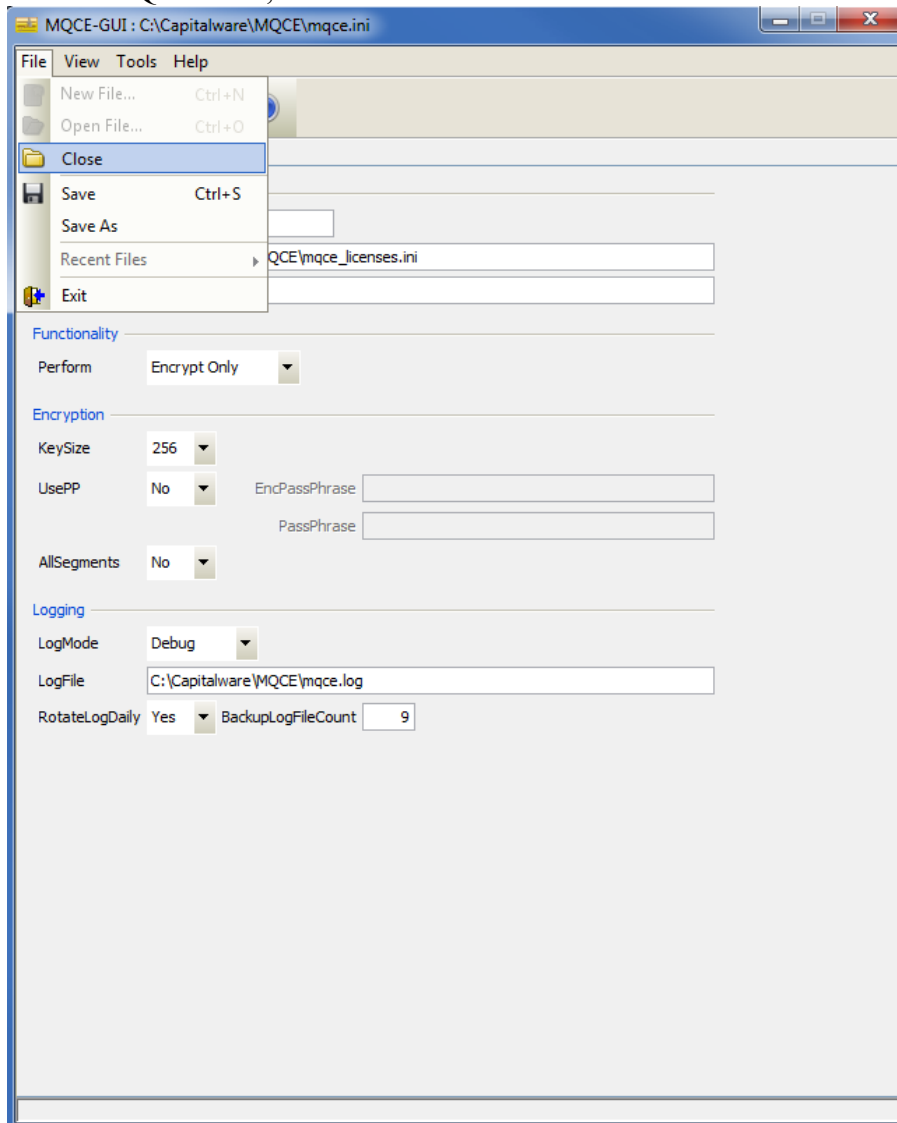 MQCE-GUI : C:\Capitalware\MQCE\mqce.ini
File View Tools Help
New File... Ctrl+N
Open File... Ctrl+O
Close
Save Ctrl+S
Save As
Recent Files
QCE\mqce_licenses.ini
Exit
Functionality
Perform Encrypt Only
Encryption
KeySize 256
UsePP No EncPassPhrase
PassPhrase
AllSegments No
Logging
LogMode Debug
LogFile C:\Capitalware\MQCE\mqce.log
RotateLogDaily Yes BackupLogFileCount 9